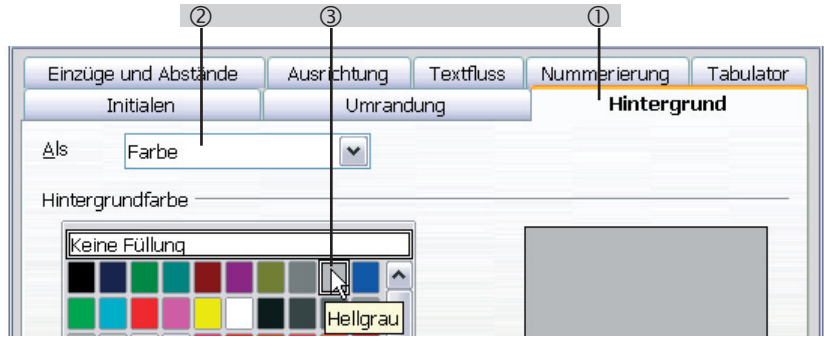 ② ③ ①
Einzüge und Abstände Ausrichtung Textfluss Nummerierung Tabulator
Initialen Umrandung Hintergrund
Als Farbe
Hintergrundfarbe
Keine Füllung
Hellgrau